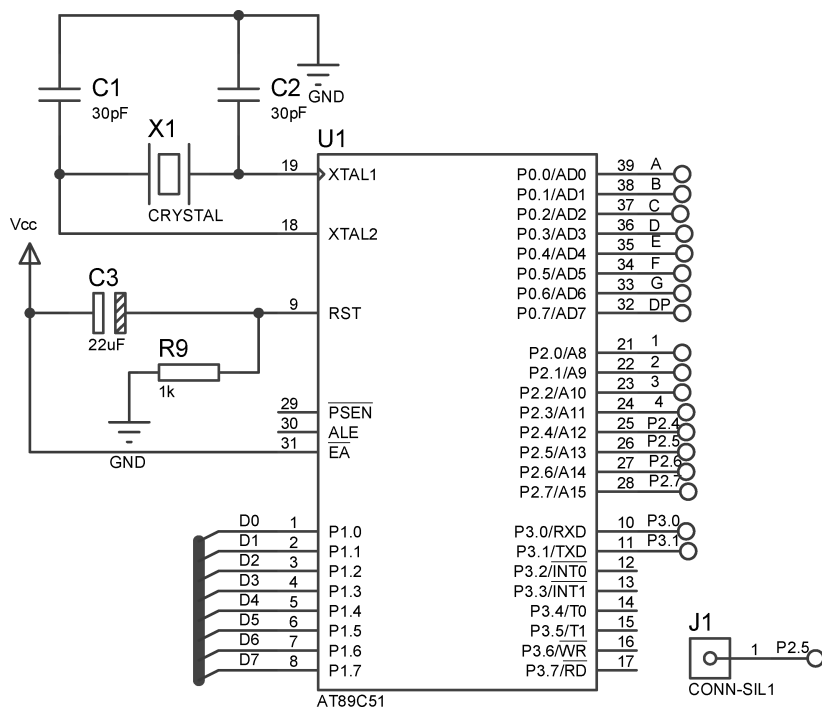 C1
30pF
C2
30pF
GND
X1
CRYSTAL
U1
19 XTAL1
18 XTAL2
Vcc
C3
22uF
9 RST
R9
1k
GND
29 PSEN
30 ALE
31 EA
D0 1 P1.0
D1 2 P1.1
D2 3 P1.2
D3 4 P1.3
D4 5 P1.4
D5 6 P1.5
D6 7 P1.6
D7 8 P1.7
P0.0/AD0 39 A
P0.1/AD1 38 B
P0.2/AD2 37 C
P0.3/AD3 36 D
P0.4/AD4 35 E
P0.5/AD5 34 F
P0.6/AD6 33 G
P0.7/AD7 32 DP
P2.0/A8 21 1
P2.1/A9 22 2
P2.2/A10 23 3
P2.3/A11 24 4
P2.4/A12 25 P2.4
P2.5/A13 26 P2.5
P2.6/A14 27 P2.6
P2.7/A15 28 P2.7
P3.0/RXD 10 P3.0
P3.1/TXD 11 P3.1
P3.2/INT0 12
P3.3/INT1 13
P3.4/T0 14
P3.5/T1 15
P3.6/WR 16
P3.7/RD 17
AT89C51
J1
1 P2.5
CONN-SIL1